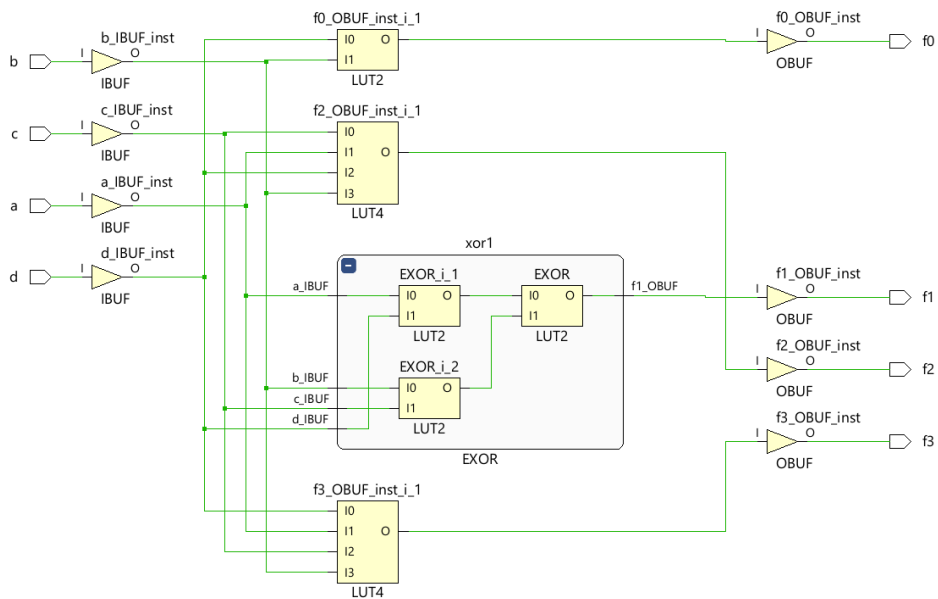 f0_OBUF_inst_i_1
f0_OBUF_inst
b_IBUF_inst
I0 O
I O
I O
f0
b
I1
IBUF
LUT2
OBUF
c_IBUF_inst
f2_OBUF_inst_i_1
I O
I0
c
IBUF
I1 O
I2
a_IBUF_inst
I3
I O
a
LUT4
IBUF
d_IBUF_inst
xor1
I O
d
IBUF
EXOR_i_1
EXOR
f1_OBUF_inst
a_IBUF
I0 O
I0 O
f1_OBUF
I O
f1
I1
I1
OBUF
LUT2
LUT2
f2_OBUF_inst
EXOR_i_2
I O
f2
b_IBUF
I0 O
OBUF
c_IBUF
I1
d_IBUF
LUT2
f3_OBUF_inst
I O
f3
EXOR
OBUF
f3_OBUF_inst_i_1
I0
I1 O
I2
I3
LUT4